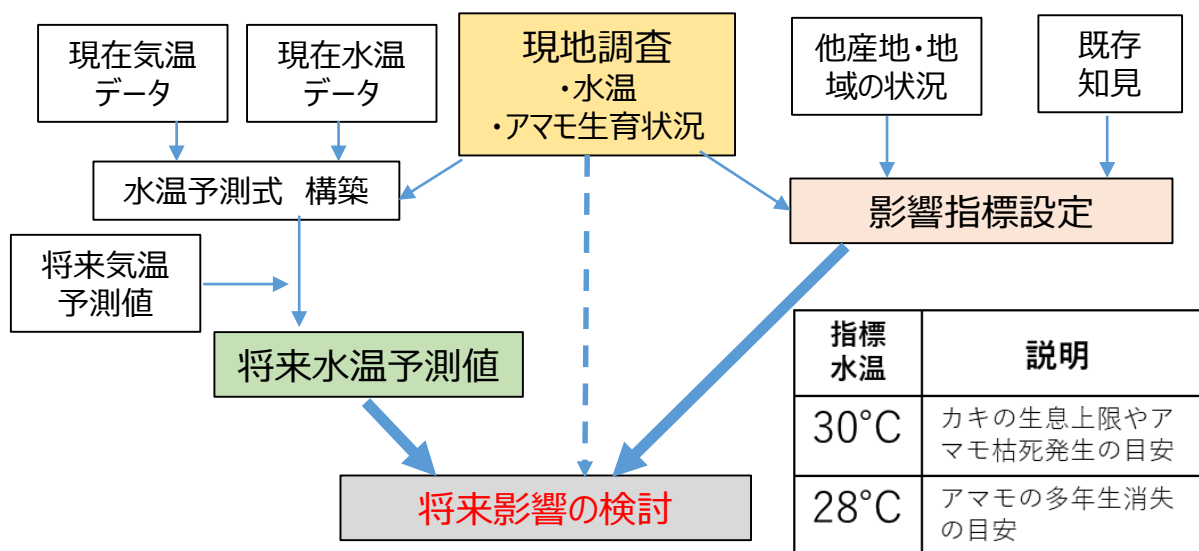 現在気温
データ
現在水温
データ
現地調査
・水温
・アマモ生育状況
他産地・地
域の状況
既存
知見
水温予測式 構築
影響指標設定
将来気温
予測値
将来水温予測値
将来影響の検討
指標
水温
説明
30°C
カキの生息上限やア
マモ枯死発生の目安
28°C
アマモの多年生消失
の目安